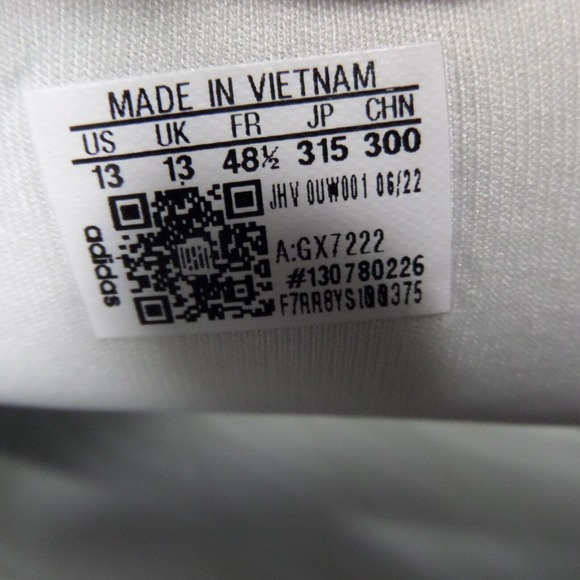 MADE IN VIETNAM
US UK FR JP CHN
13 13 48½ 315 300
JHV 0UW001 06/22
A:GX7222
#130780226
F7RR8YS100375
adidas